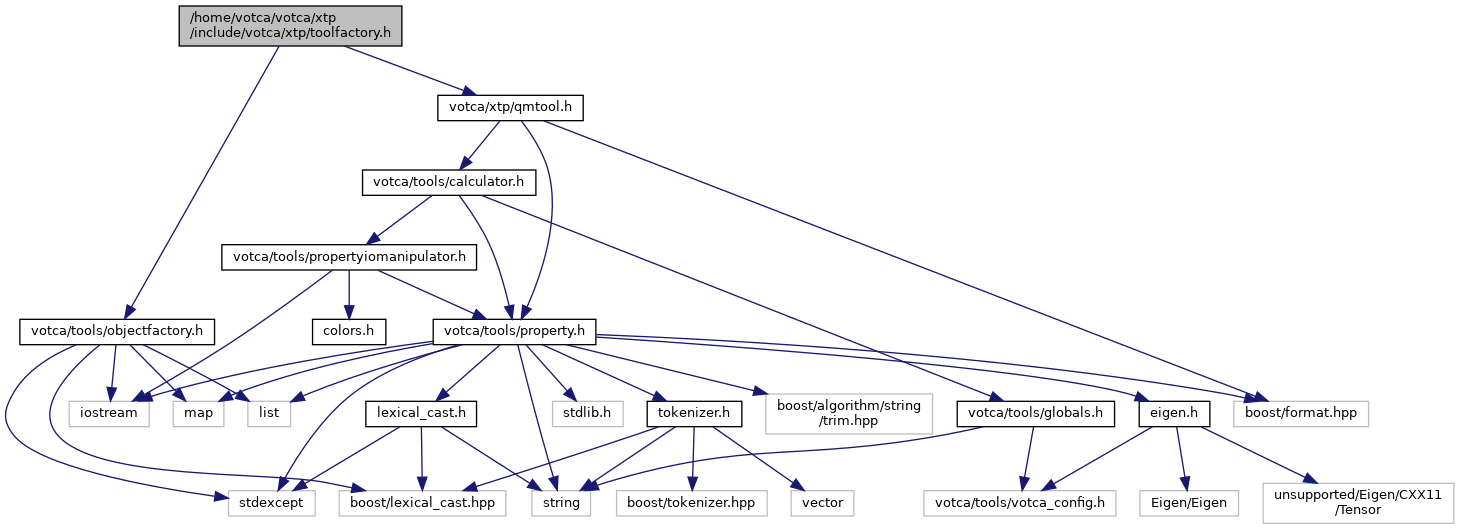 /home/votca/votca/xtp
/include/votca/xtp/toolfactory.h
votca/xtp/qmtool.h
votca/tools/calculator.h
votca/tools/propertyiomanipulator.h
votca/tools/objectfactory.h
colors.h
votca/tools/property.h
iostream
map
list
lexical_cast.h
stdlib.h
tokenizer.h
boost/algorithm/string
/trim.hpp
votca/tools/globals.h
eigen.h
boost/format.hpp
stdexcept
boost/lexical_cast.hpp
string
boost/tokenizer.hpp
vector
votca/tools/votca_config.h
Eigen/Eigen
unsupported/Eigen/CXX11
/Tensor